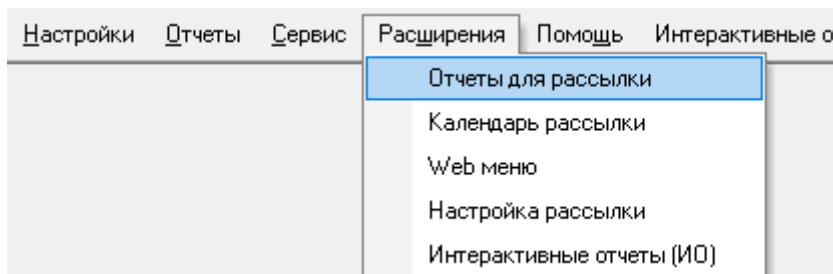 Настройки Отчеты Сервис Расширения Помощь Интерактивные о
Отчеты для рассылки
Календарь рассылки
Web меню
Настройка рассылки
Интерактивные отчеты (ИО)